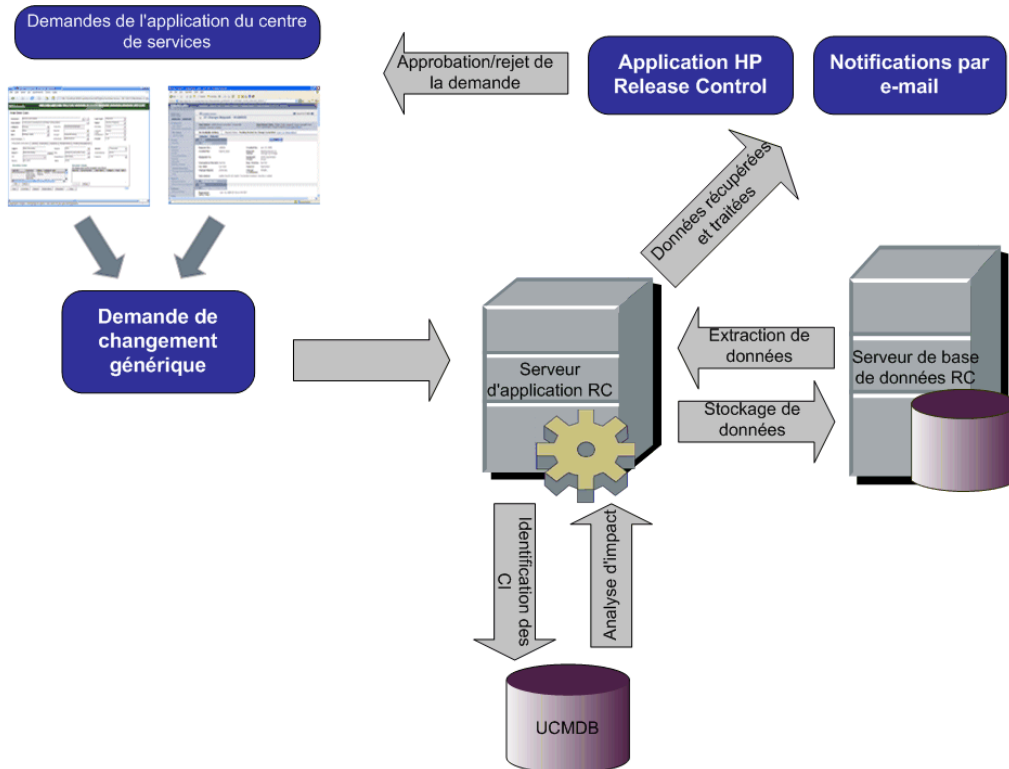 Demandes de l'application du centre
de services
Approbation/rejet de
la demande
Application HP
Release Control
Notifications par
e-mail
Données récupérées
et traitées
Demande de
changement
générique
Serveur
d'application RC
Extraction de
données
Stockage de
données
Serveur de base
de données RC
Identification des
CI
Analyse d'impact
UCMDB